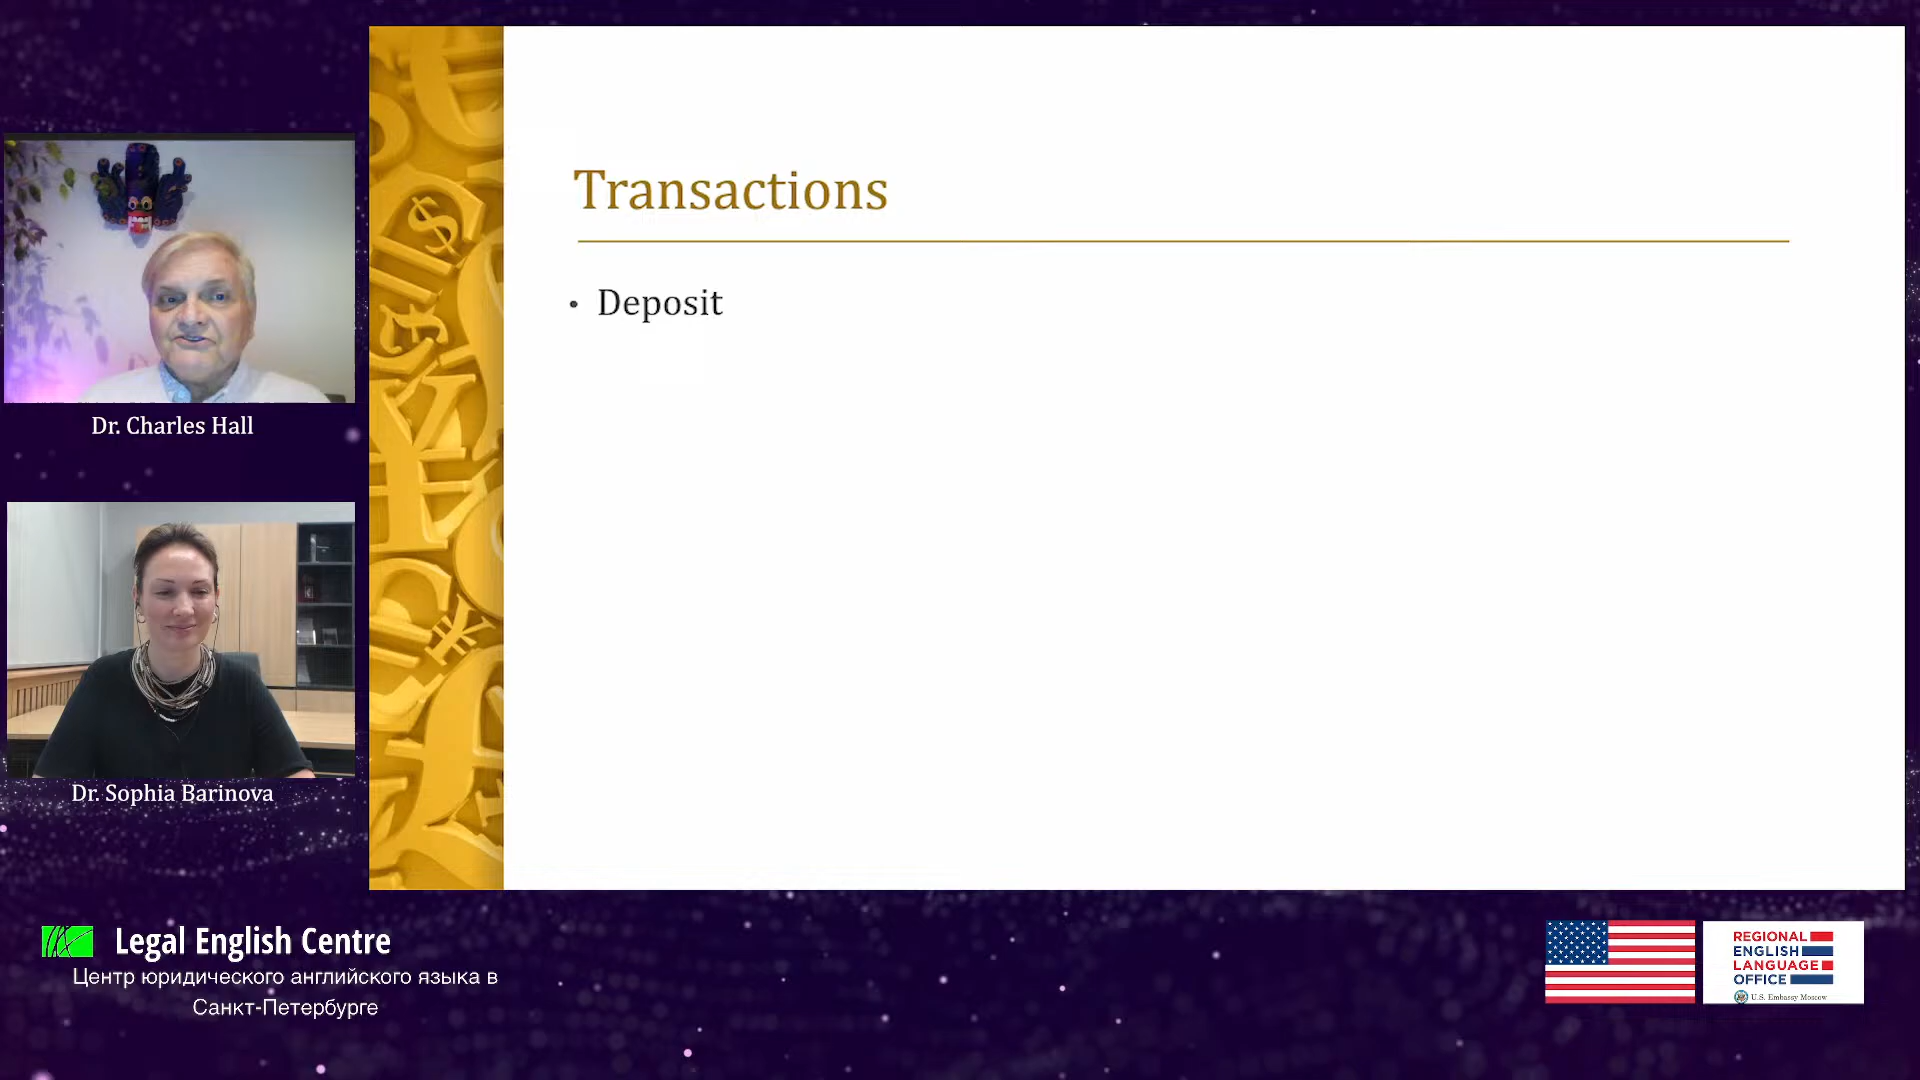 Transactions
• Deposit
Dr. Charles Hall
Dr. Sophia Barinova
Legal English Centre
Центр юридического английского языка в
Санкт-Петербурге
REGIONAL
ENGLISH
LANGUAGE
OFFICE
U.S. Embassy Moscow